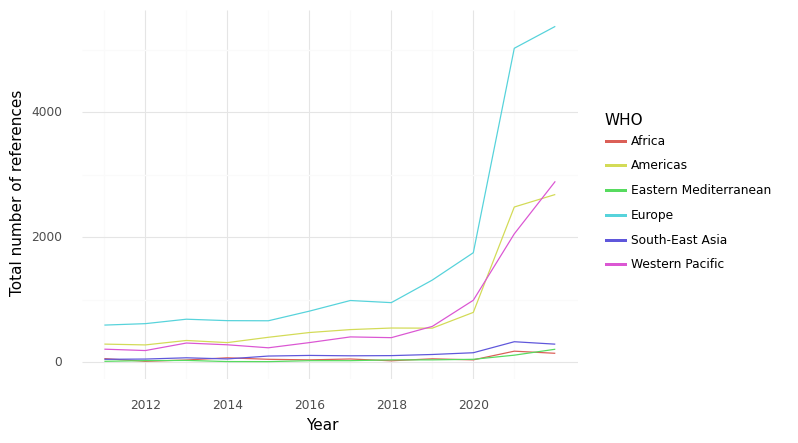 Total number of references
4000
2000
0
2012
2014
2016
2018
2020
Year
WHO
Africa
Americas
Eastern Mediterranean
Europe
South-East Asia
Western Pacific